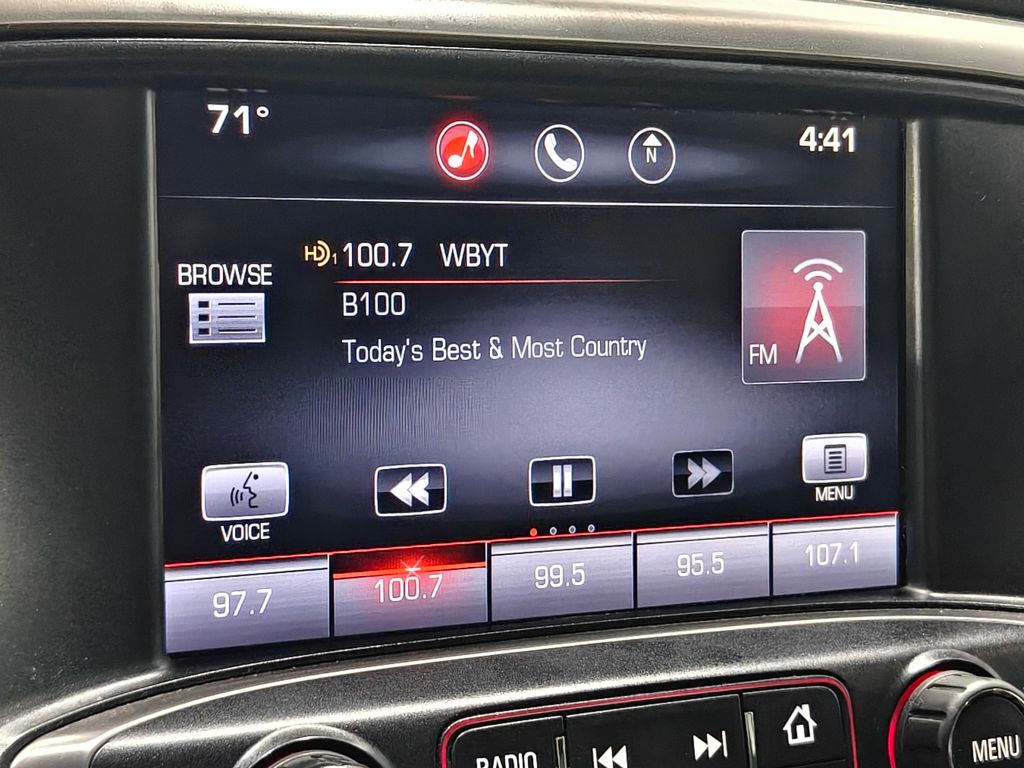 71°
4:41
N
HD1 100.7 WBYT
BROWSE
B100
Today's Best & Most Country
FM
VOICE
MENU
97.7
100.7
99.5
95.5
107.1
RADIO
MENU